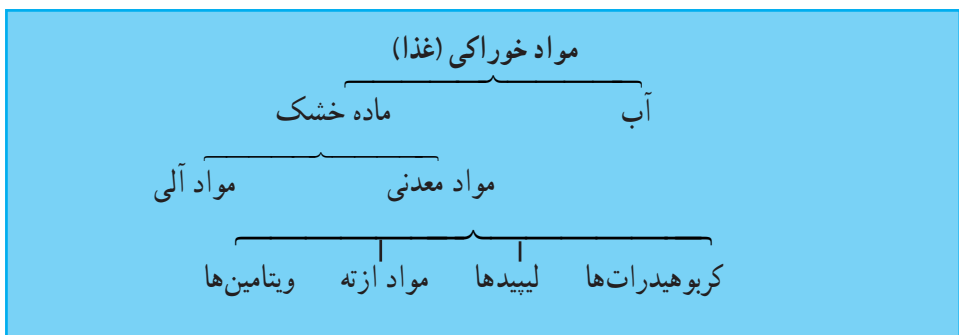 مواد خوراکی (غذا)
آب ماده خشک
مواد معدنی مواد آلی
کربوهیدرات‌ها لیپیدها مواد ازته ویتامین‌ها